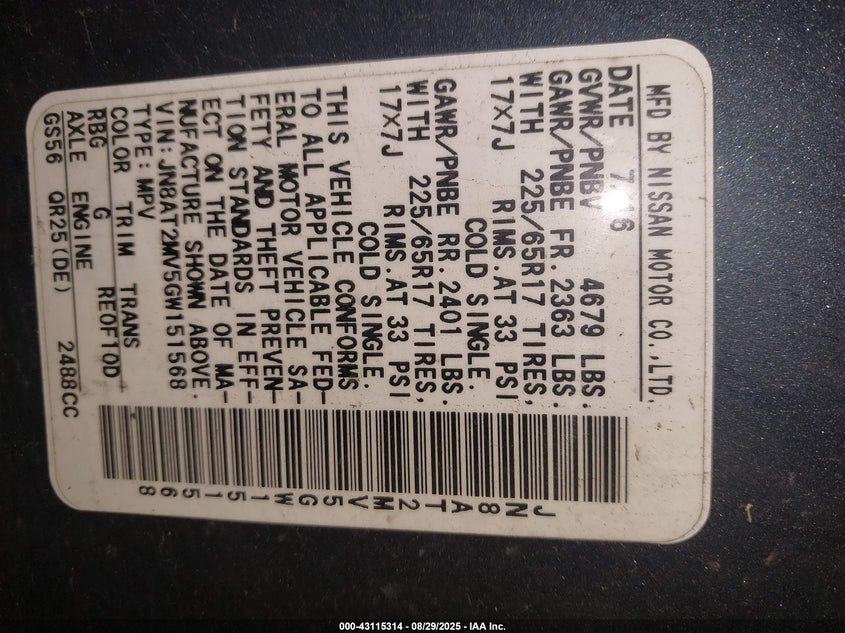 MFD BY NISSAN MOTOR CO.,LTD.
DATE 7 16
GVWR/PNBV 4679 LBS.
GAWR/PNBE FR. 2363 LBS.
WITH 225/65R17 TIRES,
17X7J RIMS.AT 33 PSI
COLD SINGLE.
GAWR/PNBE RR. 2401 LBS.
WITH 225/65R17 TIRES,
17X7J RIMS.AT 33 PSI
COLD SINGLE.
THIS VEHICLE CONFORMS
TO ALL APPLICABLE FED-
ERAL MOTOR VEHICLE SA-
FETY AND THEFT PREVEN-
TION STANDARDS IN EFF-
ECT ON THE DATE OF MA-
NUFACTURE SHOWN ABOVE.
VIN:JN8AT2MV5GW151568
TYPE:MPV
COLOR TRIM TRANS
RBG G RE0F10D
AXLE ENGINE
GS56 QR25(DE) 2488CC
JN8AT2MV5GW151568
000-43115314 - 08/29/2025 - IAA Inc.